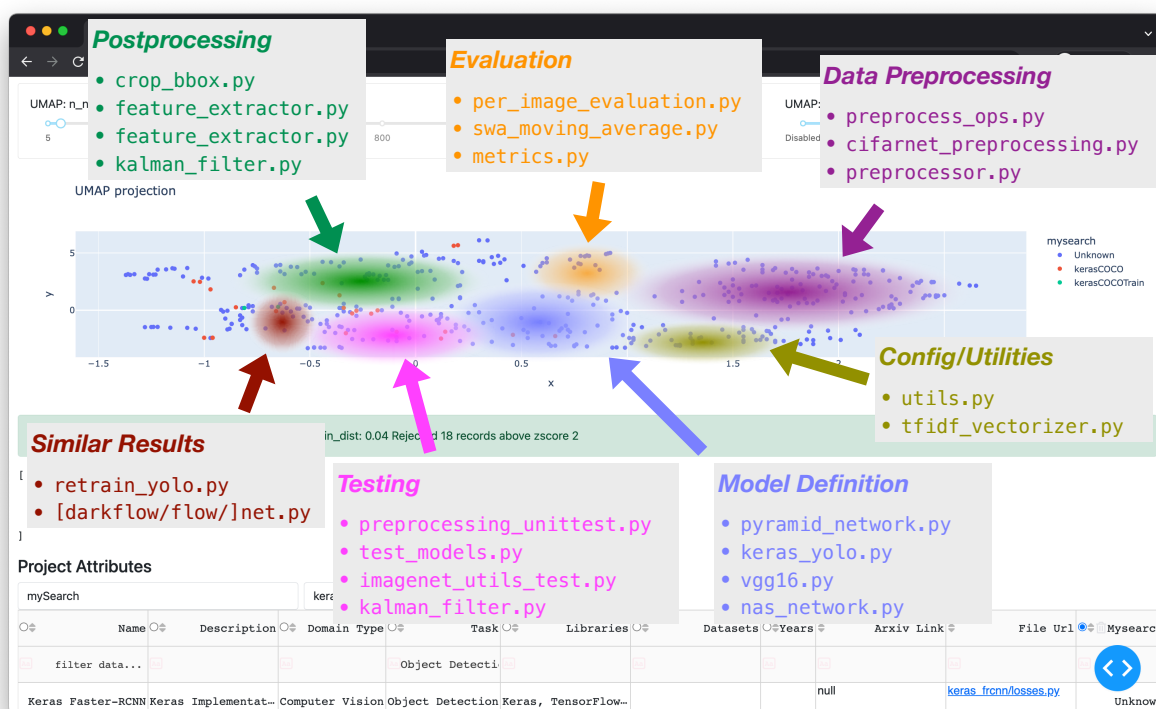 Postprocessing
• crop_bbox.py
• feature_extractor.py
• feature_extractor.py
• kalman_filter.py
Evaluation
• per_image_evaluation.py
• swa_moving_average.py
• metrics.py
Data Preprocessing
• preprocess_ops.py
• cifarnet_preprocessing.py
• preprocessor.py
UMAP: n_n
5
800
UMAP:
Disabled
UMAP projection
mysearch
Unknown
kerasCOCO
kerasCOCOTrain
5
0
y
−1.5
−1
−0.5
0
0.5
1.5
2
x
Config/Utilities
• utils.py
• tfidf_vectorizer.py
in_dist: 0.04 Rejected 18 records above zscore 2
Similar Results
• retrain_yolo.py
• [darkflow/flow/]net.py
[
]
Testing
• preprocessing_unittest.py
• test_models.py
• imagenet_utils_test.py
• kalman_filter.py
Model Definition
• pyramid_network.py
• keras_yolo.py
• vgg16.py
• nas_network.py
Project Attributes
mySearch
kera
Name Description Domain Type Task Libraries Datasets Years Arxiv Link File Url Mysearc
filter data... Object Detecti
Keras Faster-RCNN Keras Implementat… Computer Vision Object Detection Keras, TensorFlow… null keras_frcnn/losses.py Unknow